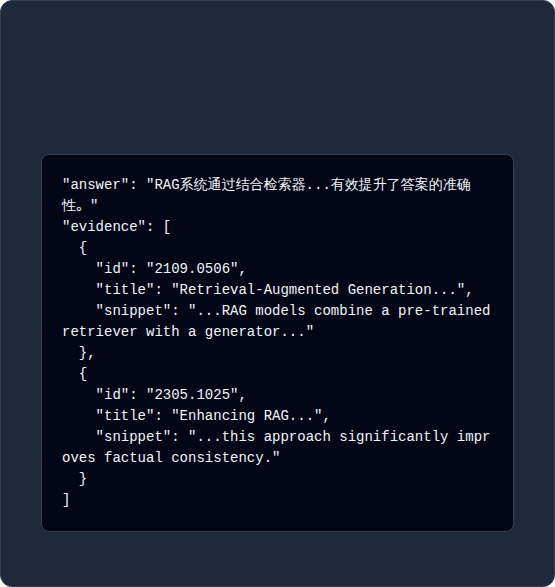 "answer": "RAG系统通过结合检索器...有效提升了答案的准确
性。"
"evidence": [
  {
    "id": "2109.0506",
    "title": "Retrieval-Augmented Generation...",
    "snippet": "...RAG models combine a pre-trained
retriever with a generator..."
  },
  {
    "id": "2305.1025",
    "title": "Enhancing RAG...",
    "snippet": "...this approach significantly impr
oves factual consistency."
  }
]